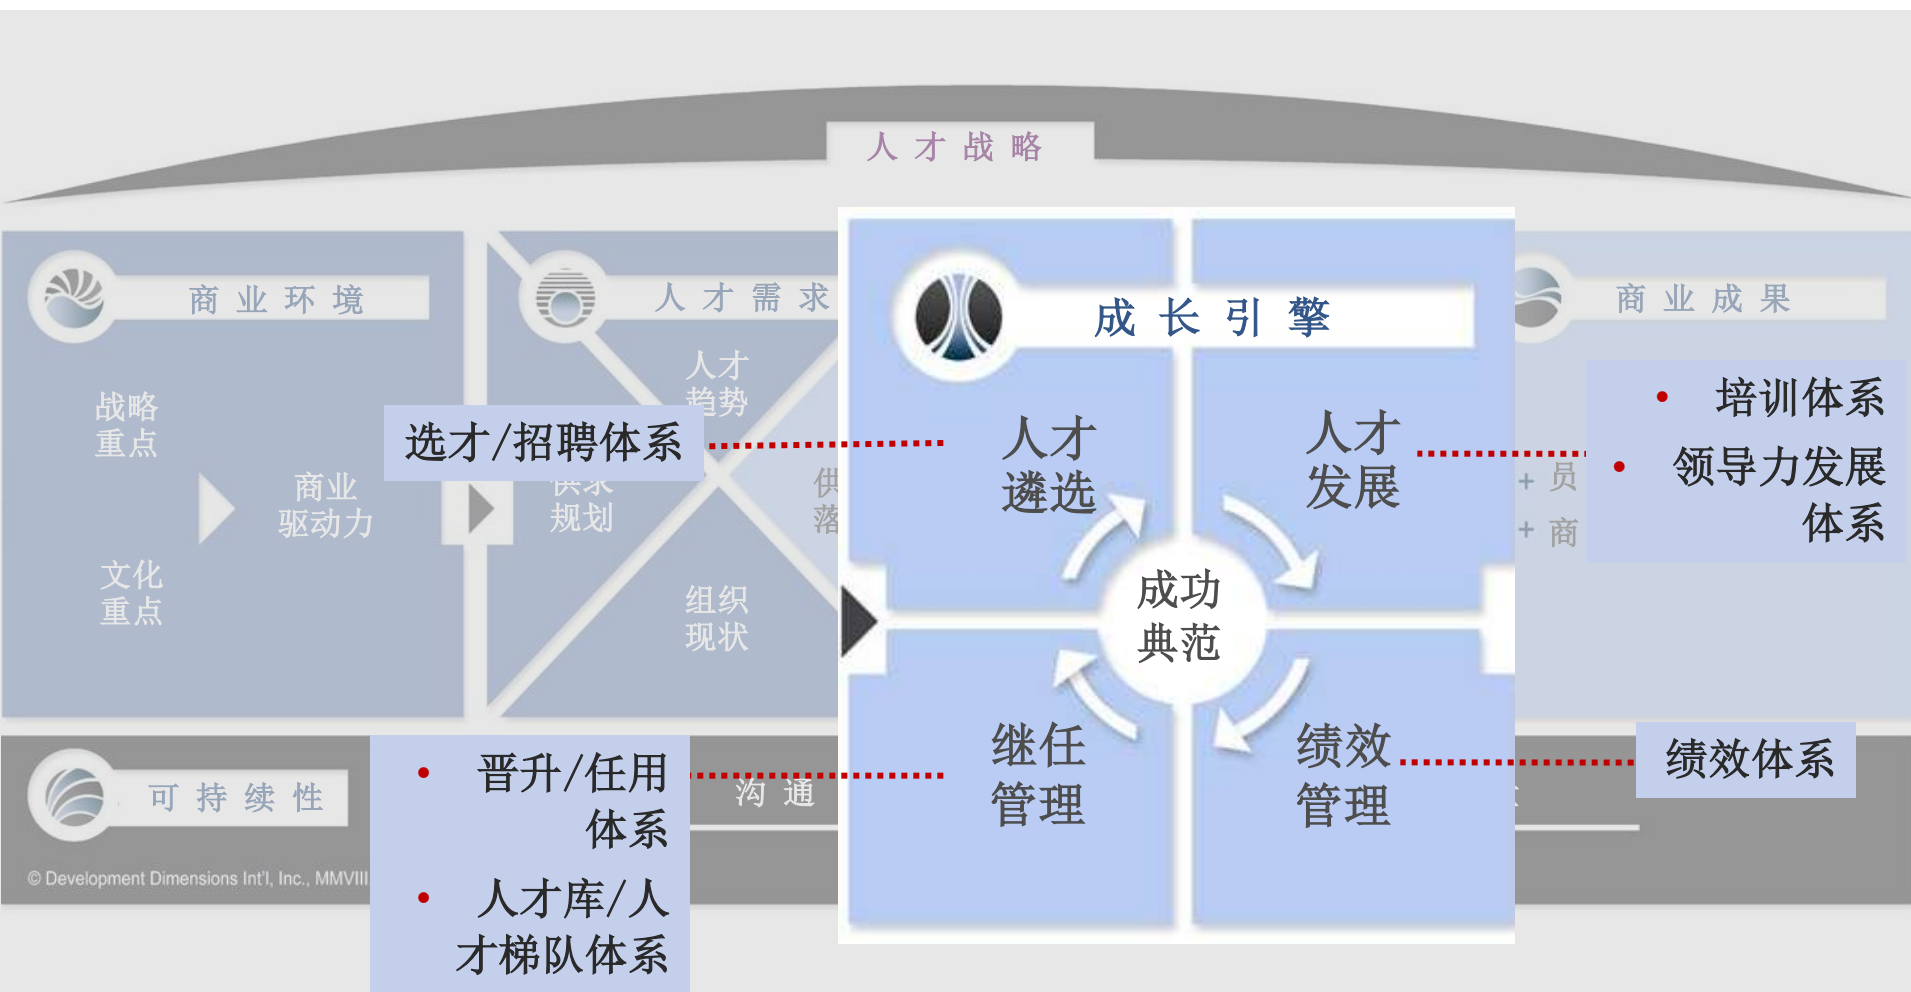 人才战略
商业环境
战略
重点
商业
驱动力
文化
重点
人才需求
人才
趋势
供求
规划
供
落
组织
现状
选才/招聘体系
成长引擎
人才
遴选
人才
发展
成功
典范
继任
管理
绩效
管理
商业成果
+ 员
+ 商
• 培训体系
• 领导力发展
体系
绩效体系
可持续性
沟通
• 晋升/任用
体系
• 人才库/人
才梯队体系
© Development Dimensions Int'l, Inc., MMVIII